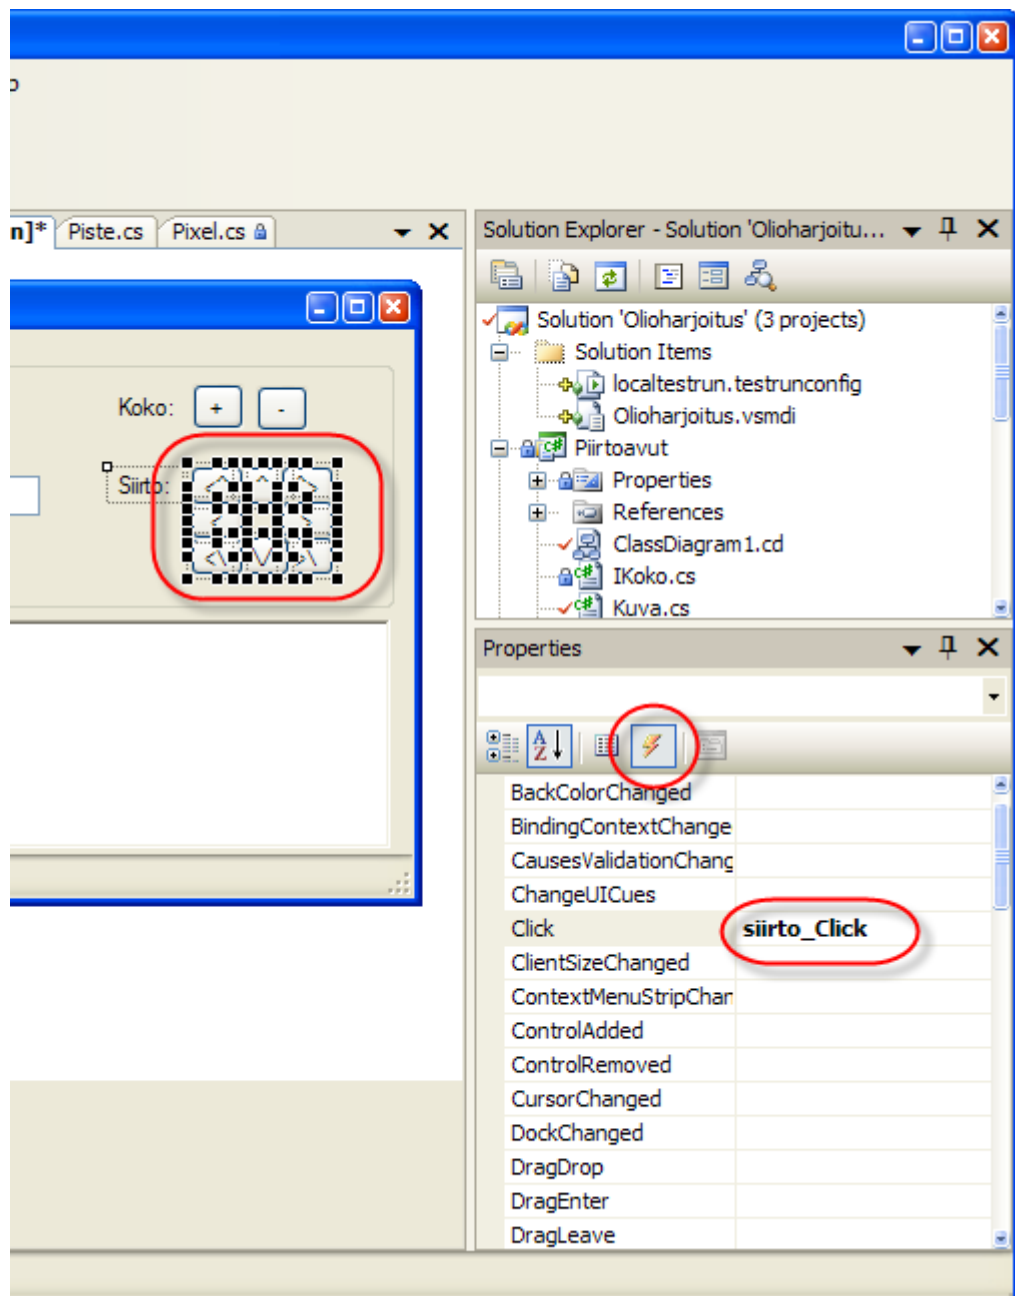 n]* Piste.cs Pixel.cs
Koko: + -
Siirto:
Solution Explorer - Solution 'Olioharjoitu...
Solution 'Olioharjoitus' (3 projects)
Solution Items
localtestrun.testrunconfig
Olioharjoitus.vsmdi
Piirtoavut
Properties
References
ClassDiagram1.cd
IKoko.cs
Kuva.cs
Properties
BackColorChanged
BindingContextChange
CausesValidationChang
ChangeUICues
Click siirto_Click
ClientSizeChanged
ContextMenuStripChan
ControlAdded
ControlRemoved
CursorChanged
DockChanged
DragDrop
DragEnter
DragLeave